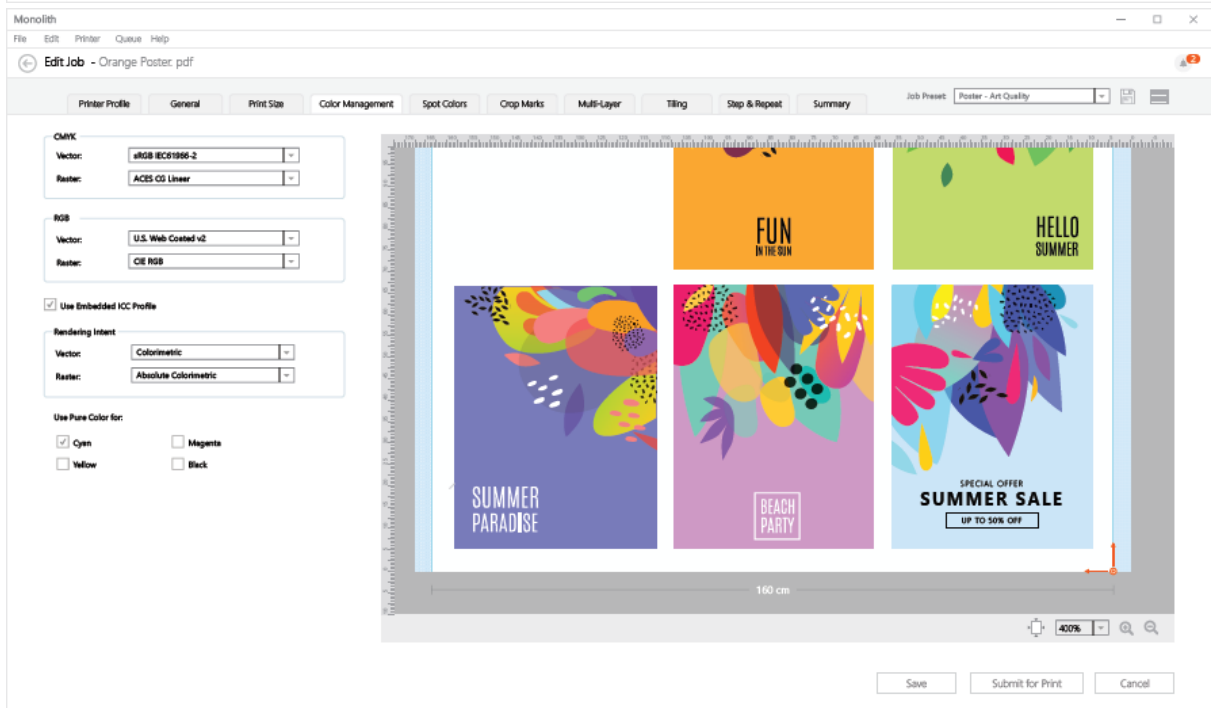 Monolith
File Edit Printer Queue Help
Edit Job - Orange Poster. pdf
2
Printer Profile General Print Size Color Management Spot Colors Crop Marks Multi-Layer Tiling Step & Repeat Summary
Job Preset: Poster - Art Quality
CMYK
Vector: sRGB IEC61966-2
Raster: ACES CG Linear
RGB
Vector: U.S. Web Coated v2
Raster: CIE RGB
Use Embedded ICC Profile
Rendering Intent
Vector: Colorimetric
Raster: Absolute Colorimetric
Use Pure Color for:
Cyan Magenta
Yellow Black
FUN
IN THE SUN
HELLO
SUMMER
SUMMER
PARADISE
BEACH
PARTY
SPECIAL OFFER
SUMMER SALE
UP TO 50% OFF
160 cm
400%
Save Submit for Print Cancel